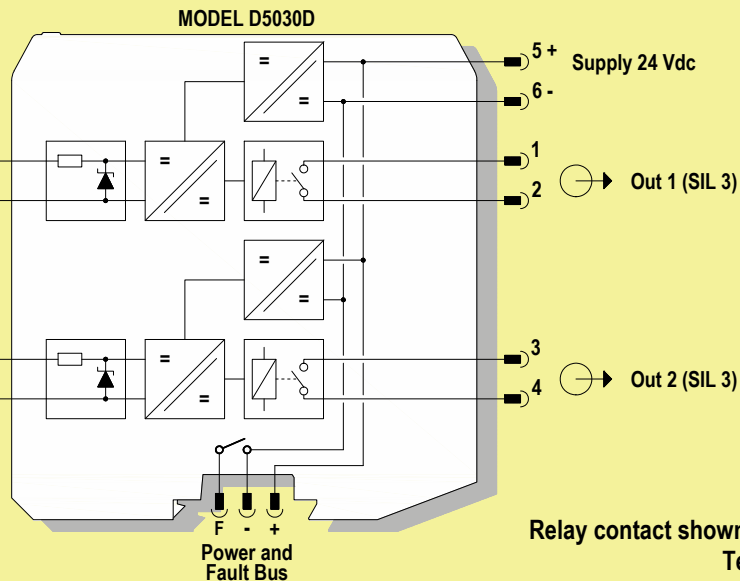 MODEL D5030D
5 +
Supply 24 Vdc
6 -
=
=
1
=
=
2
Out 1 (SIL 3)
=
=
3
=
=
4
Out 2 (SIL 3)
F - +
Power and
Fault Bus
Relay contact shown